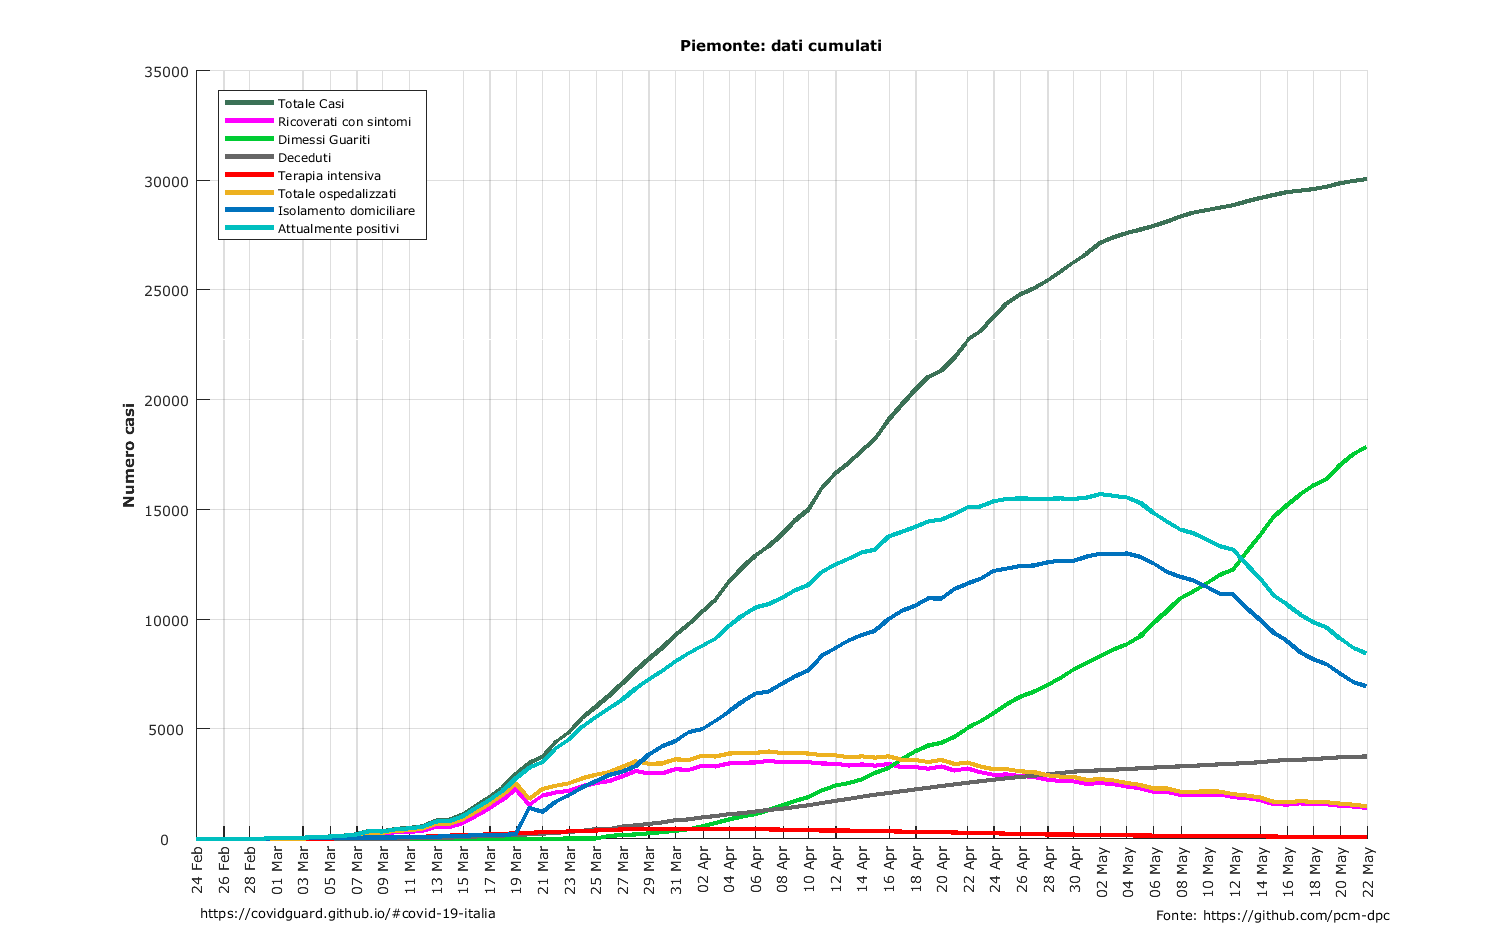 Piemonte: dati cumulati
35000
30000
25000
20000
15000
10000
5000
0
Numero casi
Totale Casi
Ricoverati con sintomi
Dimessi Guariti
Deceduti
Terapia intensiva
Totale ospedalizzati
Isolamento domiciliare
Attualmente positivi
24 Feb
26 Feb
28 Feb
01 Mar
03 Mar
05 Mar
07 Mar
09 Mar
11 Mar
13 Mar
15 Mar
17 Mar
19 Mar
21 Mar
23 Mar
25 Mar
27 Mar
29 Mar
31 Mar
02 Apr
04 Apr
06 Apr
08 Apr
10 Apr
12 Apr
14 Apr
16 Apr
18 Apr
20 Apr
22 Apr
24 Apr
26 Apr
28 Apr
30 Apr
02 May
04 May
06 May
08 May
10 May
12 May
14 May
16 May
18 May
20 May
22 May
https://covidguard.github.io/#covid-19-italia
Fonte: https://github.com/pcm-dpc